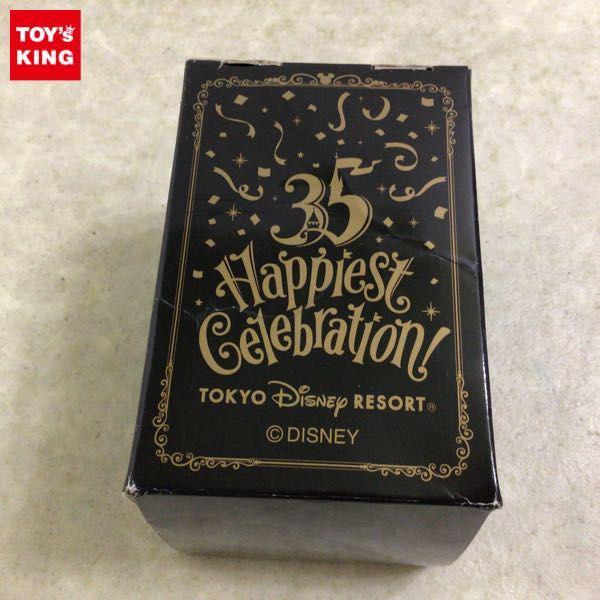 TOY'S
KING
35
Happiest
Celebration!
TOKYO Disney RESORT®
© DISNEY